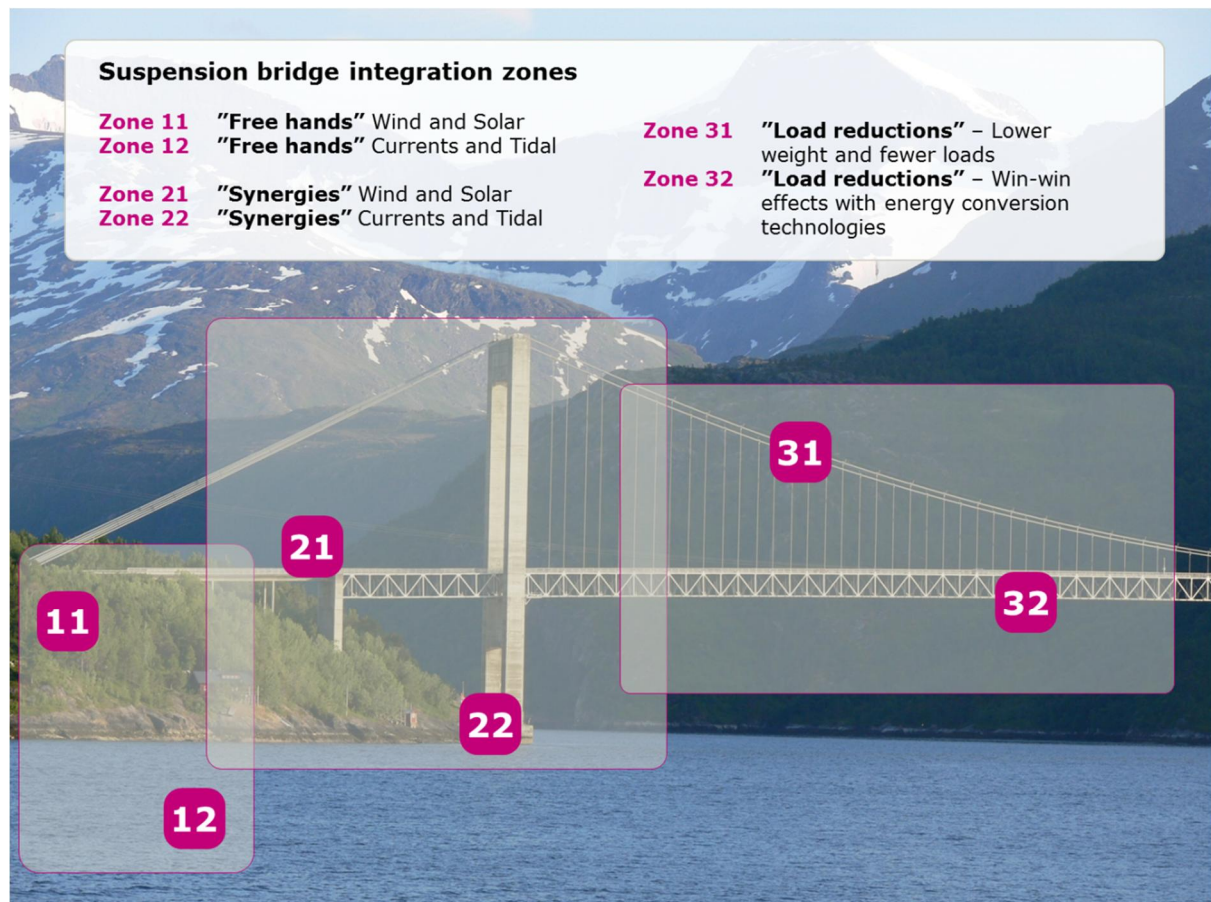 Suspension bridge integration zones
Zone 11 ”Free hands” Wind and Solar
Zone 12 ”Free hands” Currents and Tidal
Zone 21 ”Synergies” Wind and Solar
Zone 22 ”Synergies” Currents and Tidal
Zone 31 ”Load reductions” – Lower
weight and fewer loads
Zone 32 ”Load reductions” – Win-win
effects with energy conversion
technologies
31
21
32
11
22
12